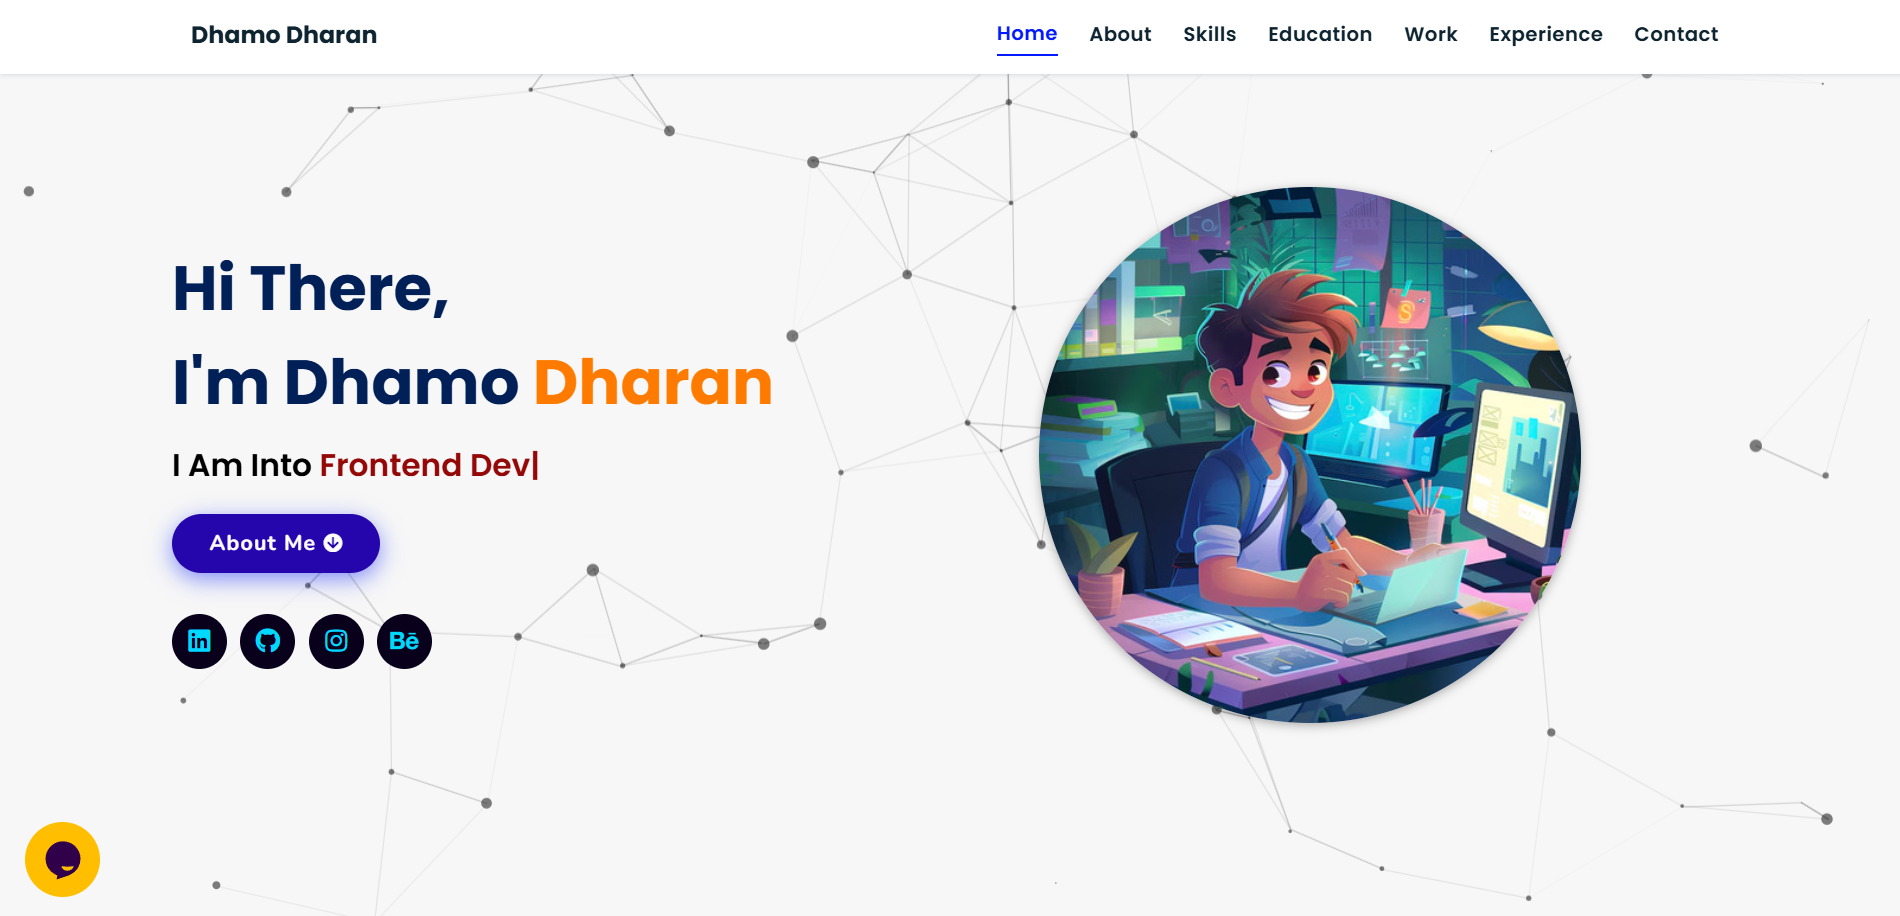 Dhamo Dharan
Home About Skills Education Work Experience Contact
Hi There,
I'm Dhamo Dharan
I Am Into Frontend Dev|
About Me
in Bē